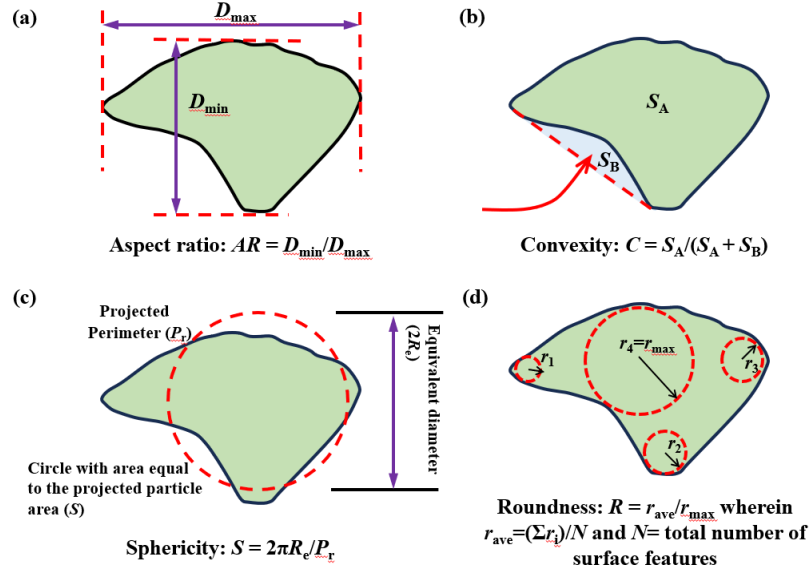 (a)
Dmax
Dmin
Aspect ratio: AR = Dmin/Dmax
(b)
SA
SB
Convexity: C = SA/(SA + SB)
(c)
Projected
Perimeter (Pr)
Equivalent diameter
(2Re)
Circle with area equal
to the projected particle
area (S)
Sphericity: S = 2πRe/Pr
(d)
r1
r4=rmax
r3
r2
Roundness: R = rave/rmax wherein
rave=(Σri)/N and N= total number of
surface features